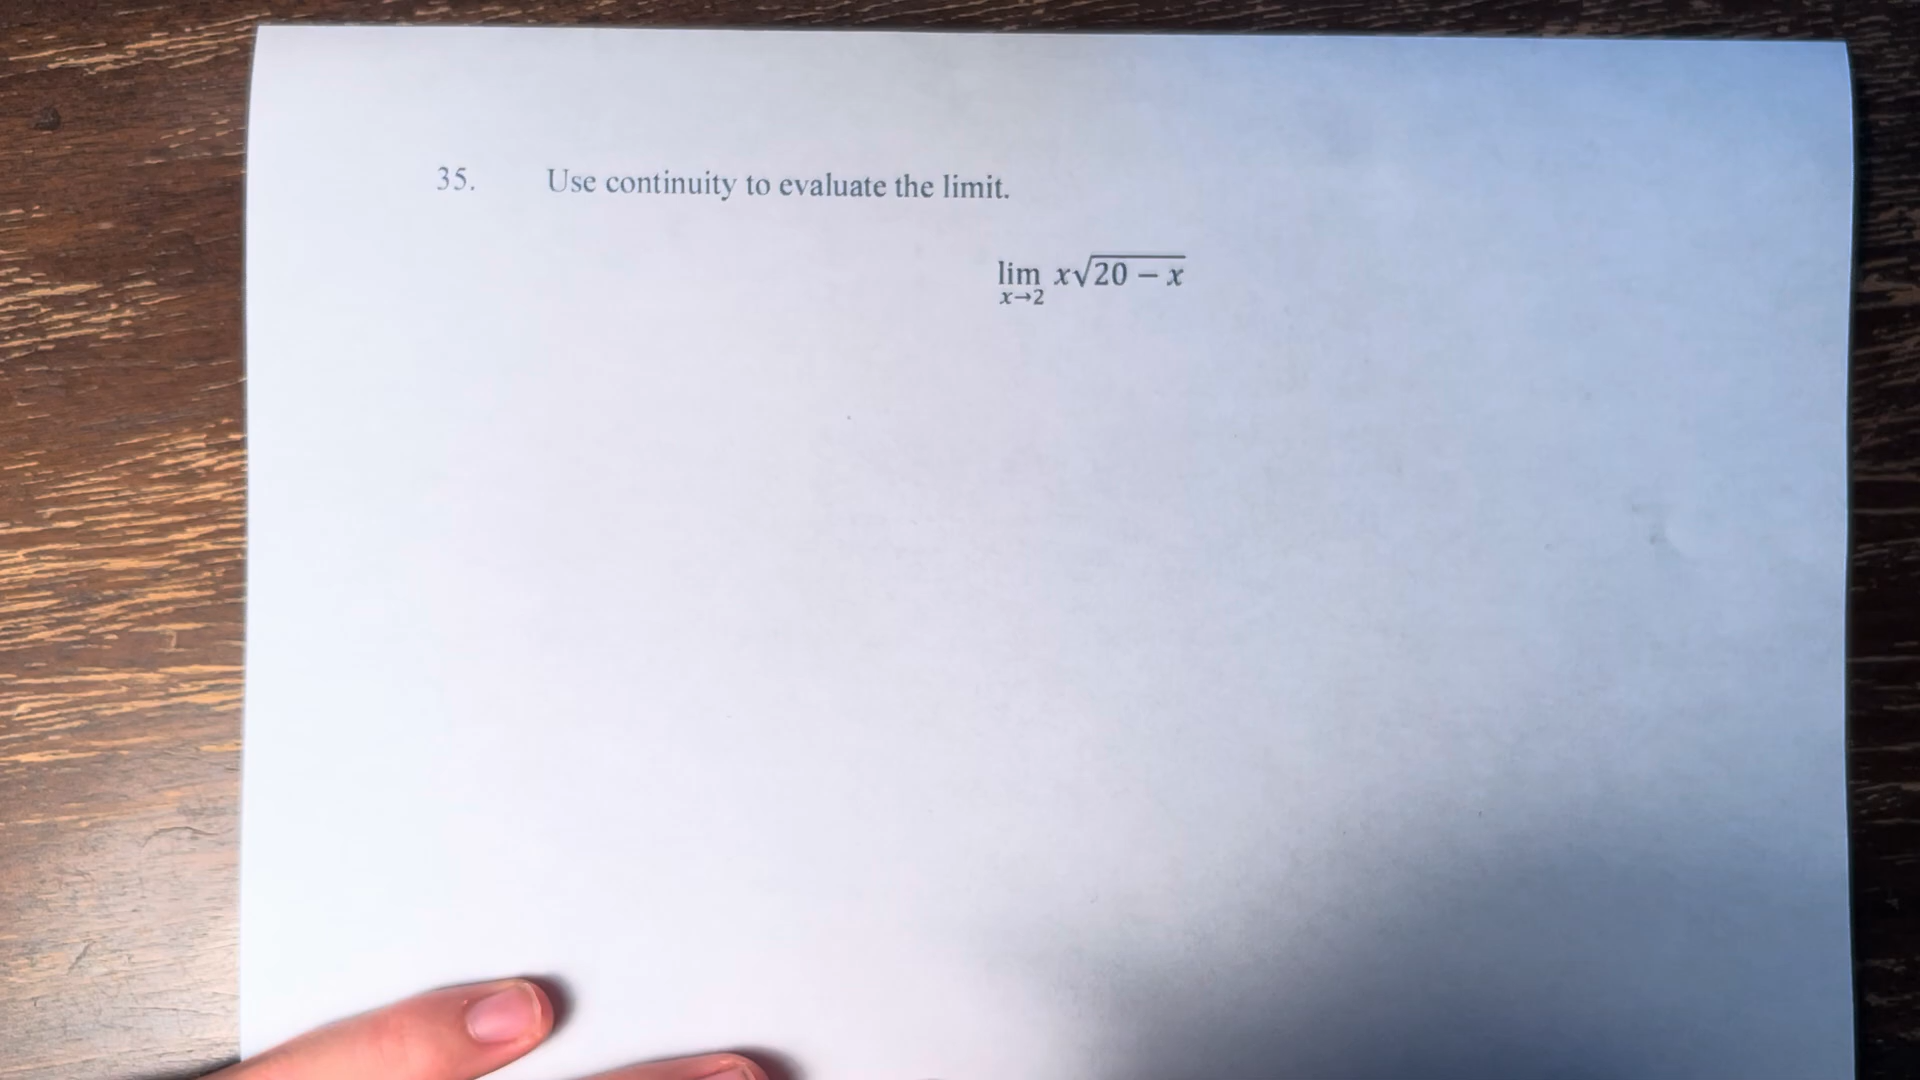 35. Use continuity to evaluate the limit.
lim x→2 x√(20 − x)